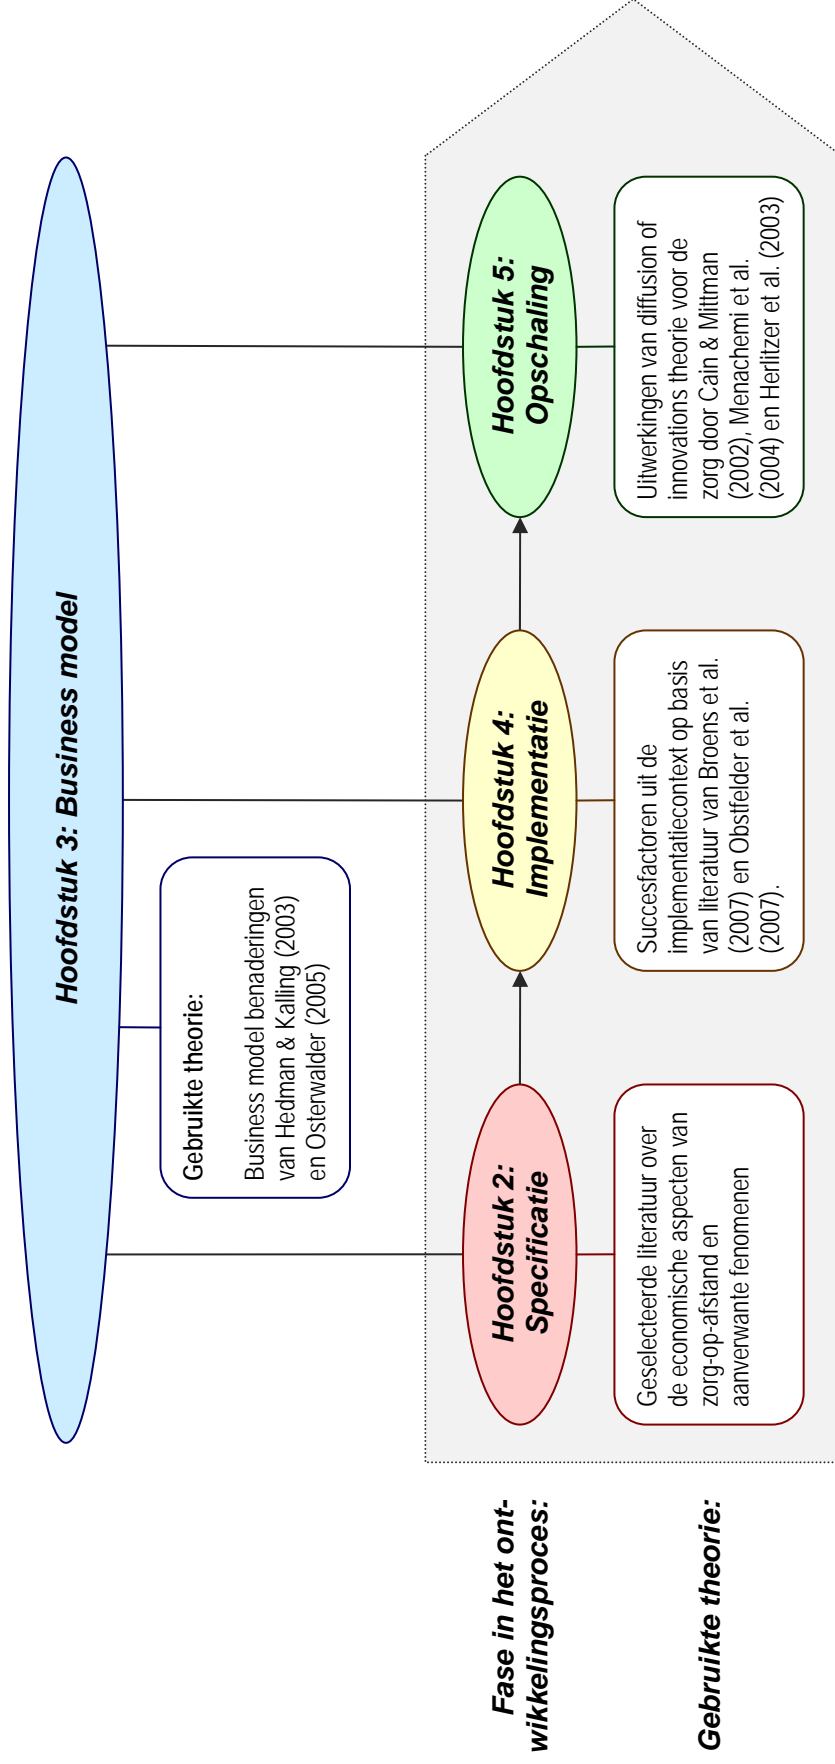 Hoofdstuk 3: Business model
Gebruikte theorie:
Business model benaderingen
van Hedman & Kalling (2003)
en Osterwalder (2005)
Fase in het ont-
wikkelingsproces:
Hoofdstuk 2:
Specificatie
Hoofdstuk 4:
Implementatie
Hoofdstuk 5:
Opschaling
Gebruikte theorie:
Geselecteerde literatuur over
de economische aspecten van
zorg-op-afstand en
aanverwante fenomenen
Succesfactoren uit de
implementatiecontext op basis
van literatuur van Broens et al.
(2007) en Obstfelder et al.
(2007).
Uitwerkingen van diffusion of
innovations theorie voor de
zorg door Cain & Mittman
(2002), Menachemi et al.
(2004) en Herlitzer et al. (2003)